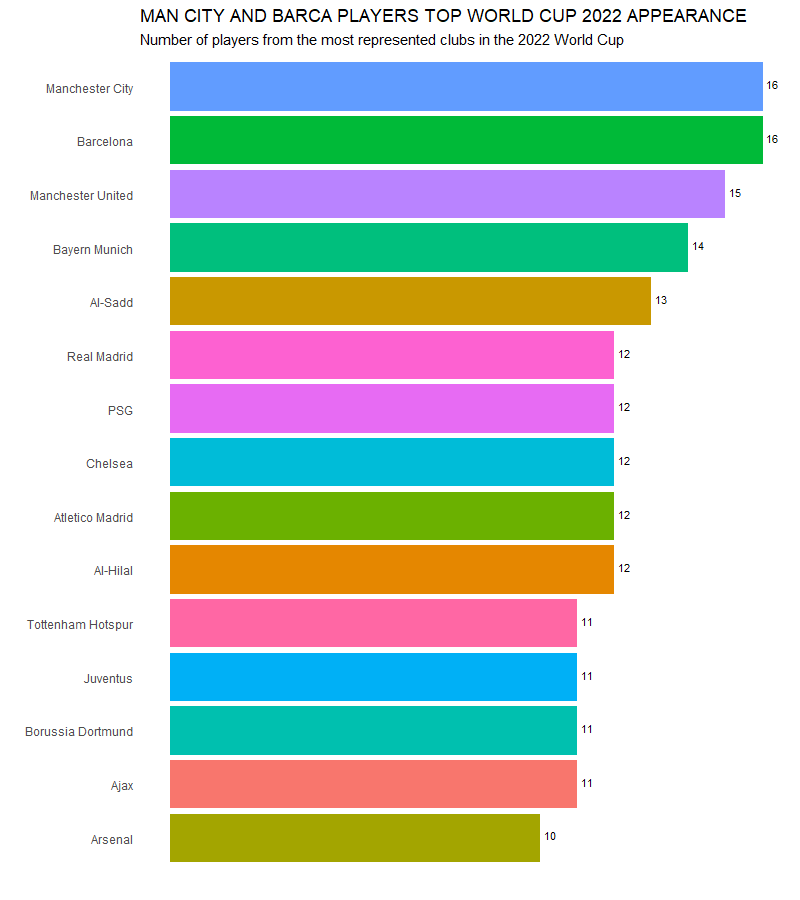 MAN CITY AND BARCA PLAYERS TOP WORLD CUP 2022 APPEARANCE
Number of players from the most represented clubs in the 2022 World Cup
Manchester City 16
Barcelona 16
Manchester United 15
Bayern Munich 14
Al-Sadd 13
Real Madrid 12
PSG 12
Chelsea 12
Atletico Madrid 12
Al-Hilal 12
Tottenham Hotspur 11
Juventus 11
Borussia Dortmund 11
Ajax 11
Arsenal 10